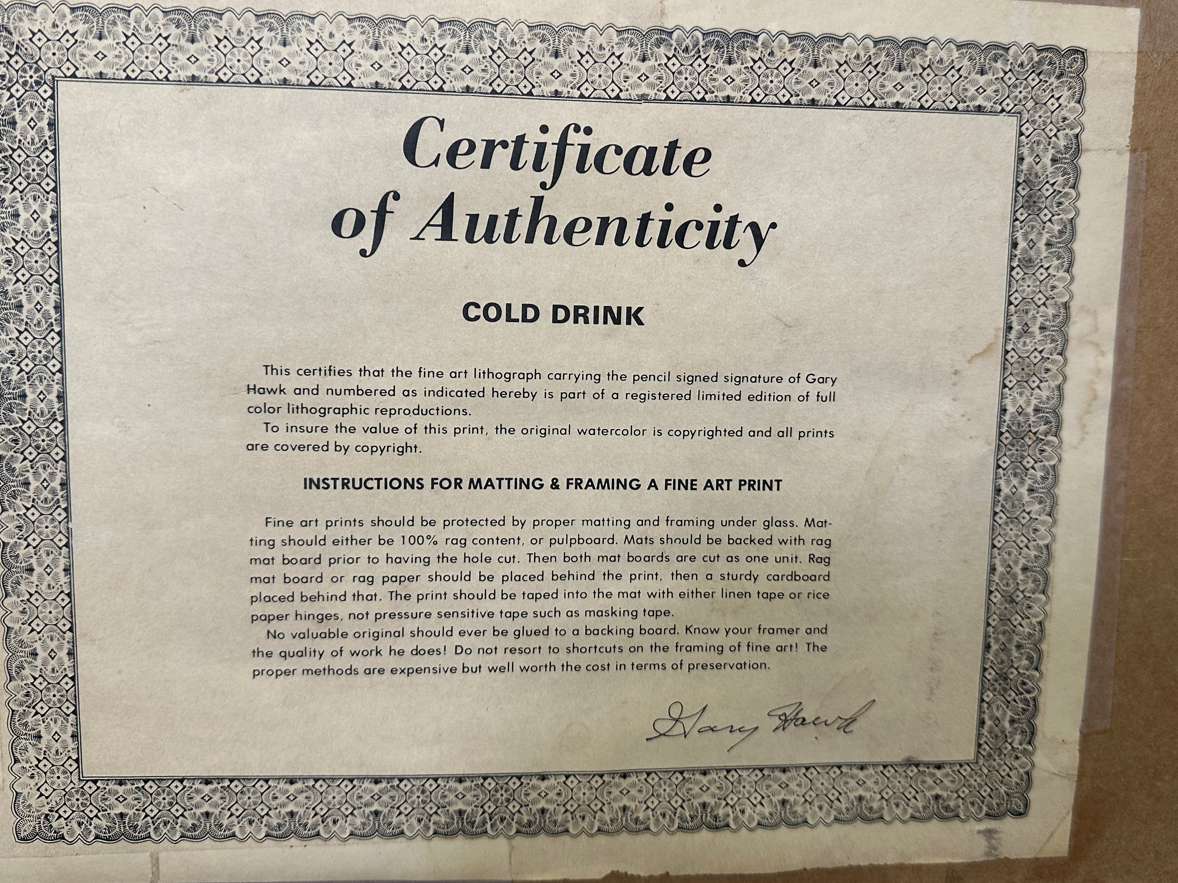 Certificate
of Authenticity
COLD DRINK
This certifies that the fine art lithograph carrying the pencil signed signature of Gary
Hawk and numbered as indicated hereby is part of a registered limited edition of full
color lithographic reproductions.
To insure the value of this print, the original watercolor is copyrighted and all prints
are covered by copyright.
INSTRUCTIONS FOR MATTING & FRAMING A FINE ART PRINT
Fine art prints should be protected by proper matting and framing under glass. Mat-
ting should either be 100% rag content, or pulpboard. Mats should be backed with rag
mat board prior to having the hole cut. Then both mat boards are cut as one unit. Rag
mat board or rag paper should be placed behind the print, then a sturdy cardboard
placed behind that. The print should be taped into the mat with either linen tape or rice
paper hinges, not pressure sensitive tape such as masking tape.
No valuable original should ever be glued to a backing board. Know your framer and
the quality of work he does! Do not resort to shortcuts on the framing of fine art! The
proper methods are expensive but well worth the cost in terms of preservation.
Gary Hawk